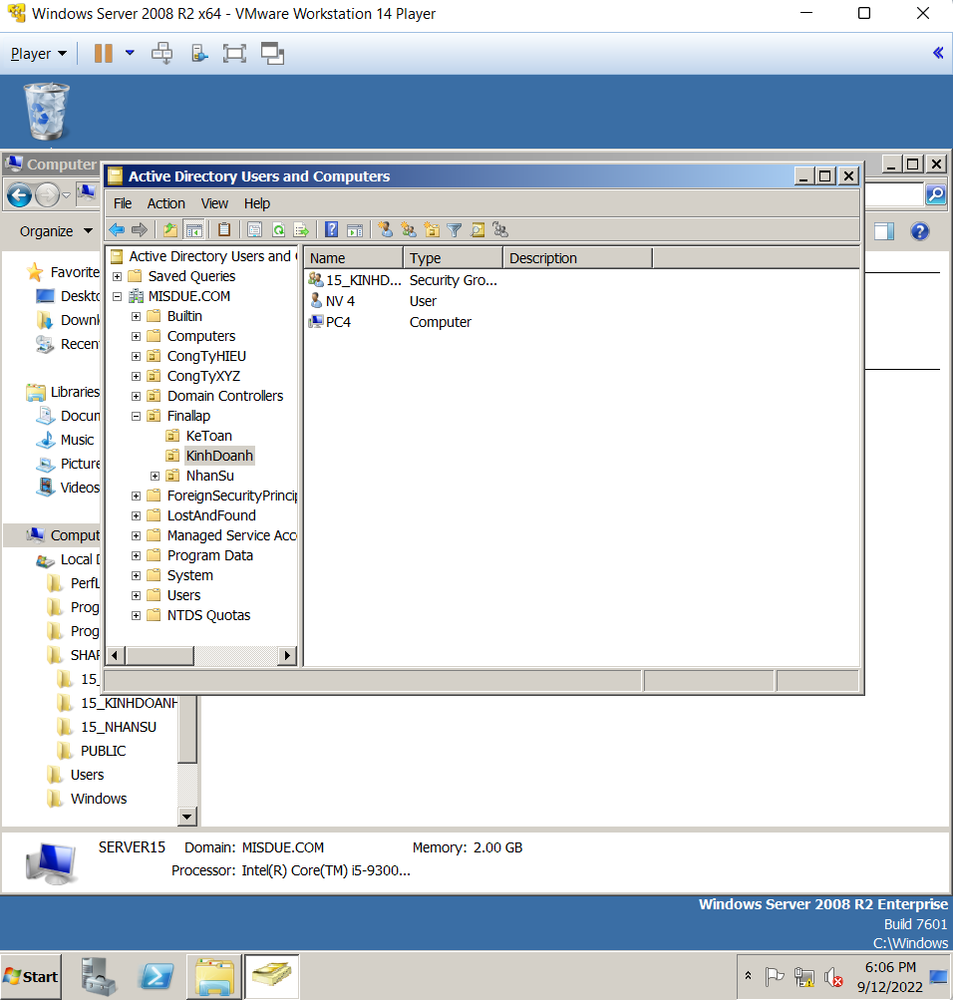 Windows Server 2008 R2 x64 - VMware Workstation 14 Player
Player
Computer
Organize
Active Directory Users and Computers
File Action View Help
Active Directory Users and
Saved Queries
MISDUE.COM
Builtin
Computers
CongTyHIEU
CongTyXYZ
Domain Controllers
Finallap
KeToan
KinhDoanh
NhanSu
ForeignSecurityPrincip
LostAndFound
Managed Service Acco
Program Data
System
Users
NTDS Quotas
Name Type Description
15_KINHD... Security Gro...
NV 4 User
PC4 Computer
Favorite
Deskto
Downl
Recen
Libraries
Docum
Music
Picture
Videos
Comput
Local D
PerfL
Prog
Prog
SHAR
15_
15_KINHDOANH
15_NHANSU
PUBLIC
Users
Windows
SERVER15 Domain: MISDUE.COM Memory: 2.00 GB
Processor: Intel(R) Core(TM) i5-9300...
Windows Server 2008 R2 Enterprise
Build 7601
C:\Windows
Start
6:06 PM
9/12/2022